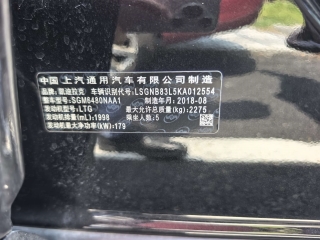 中国上汽通用汽车有限公司制造
品牌:凯迪拉克 车辆识别代号:LSGNB83L5KA012554
整车型号:SGM6480NAA1 制造年月:2018-08
发动机型号:LTG 最大允许总质量(kg):2275
发动机排量(mL):1998 乘坐人数:5
发动机最大净功率(kW):179